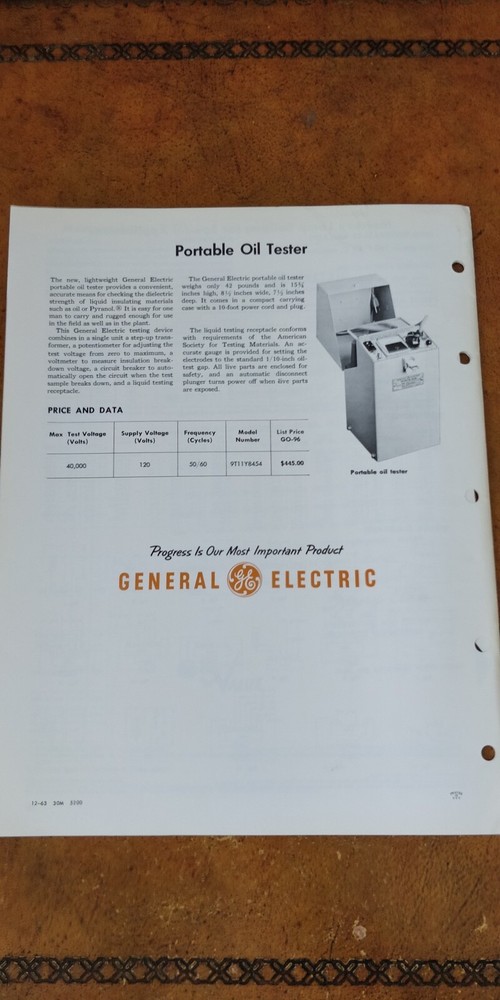 Portable Oil Tester
The new, lightweight General Electric
portable oil tester provides a convenient,
accurate means for checking the dielectric
strength of liquid insulating materials
such as oil or Pyranol.® It is easy for one
man to carry and rugged enough for use
in the field as well as in the plant.
This General Electric testing device
combines in a single unit a step-up trans-
former, a potentiometer for adjusting the
test voltage from zero to maximum, a
voltmeter to measure insulation break-
down voltage, a circuit breaker to auto-
matically open the circuit when the test
sample breaks down, and a liquid testing
receptacle.
The General Electric portable oil tester
weighs only 42 pounds and is 15¾
inches high, 8½ inches wide, 7½ inches
deep. It comes in a compact carrying
case with a 10-foot power cord and plug.
The liquid testing receptacle conforms
with requirements of the American
Society for Testing Materials. An ac-
curate gauge is provided for setting the
electrodes to the standard 1/10-inch oil-
test gap. All live parts are enclosed for
safety, and an automatic disconnect
plunger turns power off when live parts
are exposed.
Portable oil tester
PRICE AND DATA
Max Test Voltage (Volts) Supply Voltage (Volts) Frequency (Cycles) Model Number List Price GO-96
40,000 120 50/60 9T11Y8454 $445.00
Progress Is Our Most Important Product
GENERAL GE ELECTRIC
12-63 30M 5200